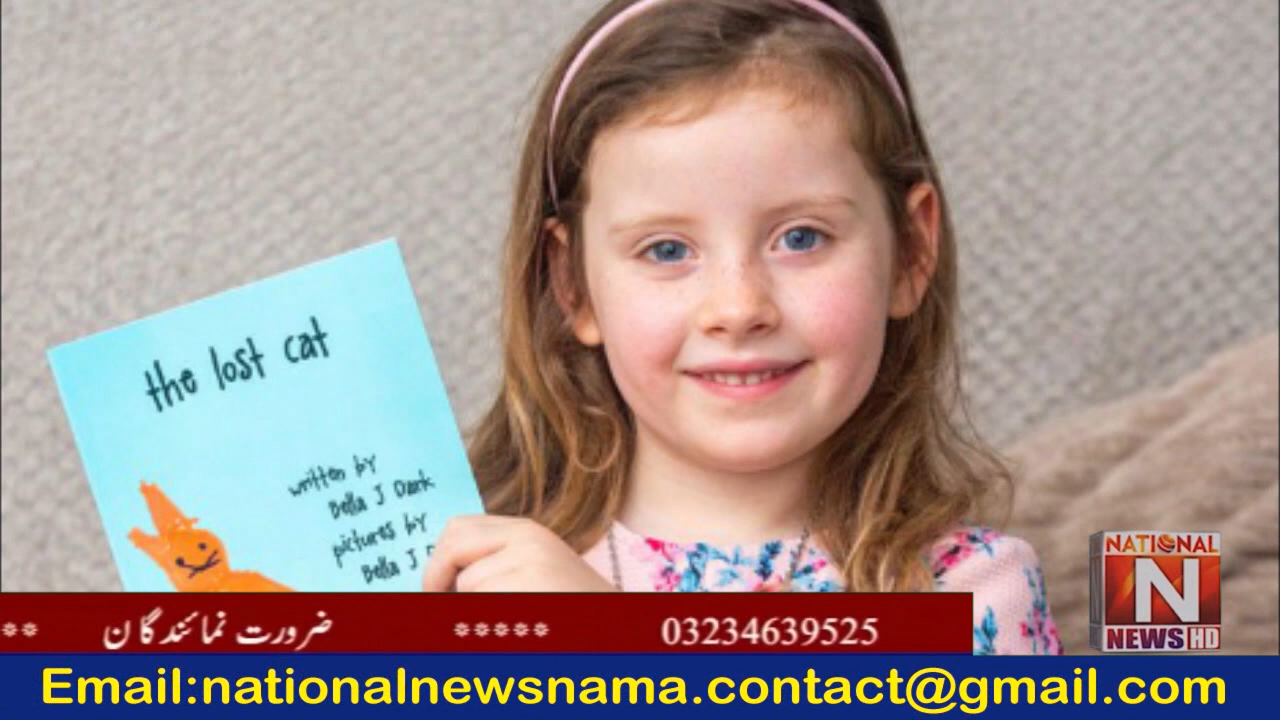 the lost cat
written by
Bella J Dark
pictures by
Bella J
** ضرورت نمائندگان ***** 03234639525
NATIONAL
N
NEWS HD
Email:nationalnewsnama.contact@gmail.com